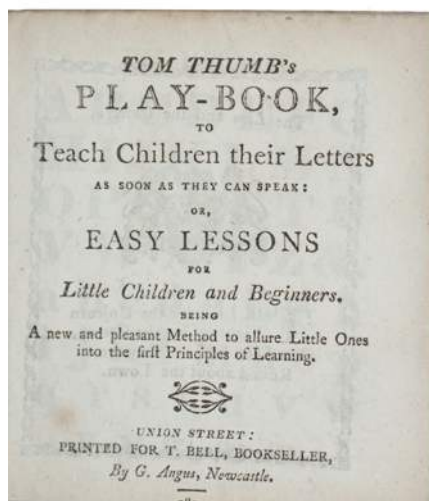 TOM THUMB's
PLAY-BOOK,
TO
Teach Children their Letters
AS SOON AS THEY CAN SPEAK:
OR,
EASY LESSONS
FOR
Little Children and Beginners.
BEING
A new and pleasant Method to allure Little Ones
into the firſt Principles of Learning.
UNION STREET:
PRINTED FOR T. BELL, BOOKSELLER,
By G. Angus, Newcastle.